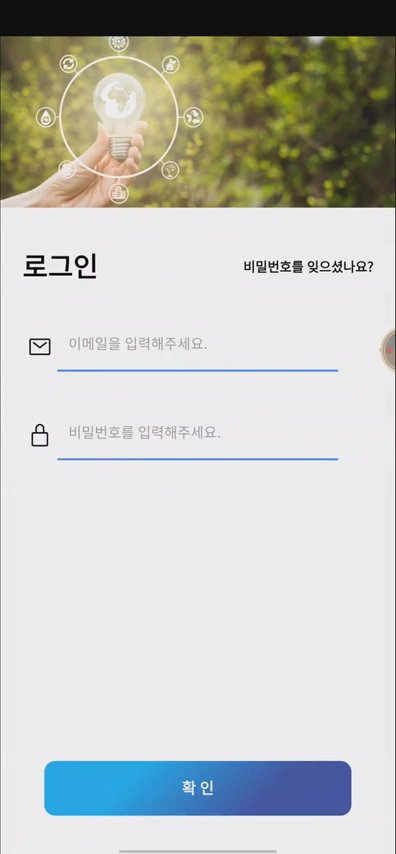 로그인
비밀번호를 잊으셨나요?
이메일을 입력해주세요.
비밀번호를 입력해주세요.
확 인